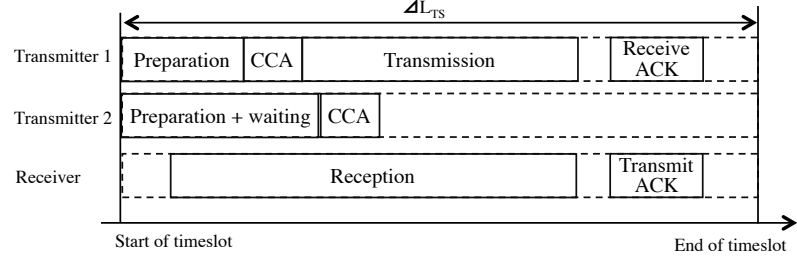 ⊿L_TS
Transmitter 1
Preparation
CCA
Transmission
Receive
ACK
Transmitter 2
Preparation + waiting
CCA
Receiver
Reception
Transmit
ACK
Start of timeslot
End of timeslot